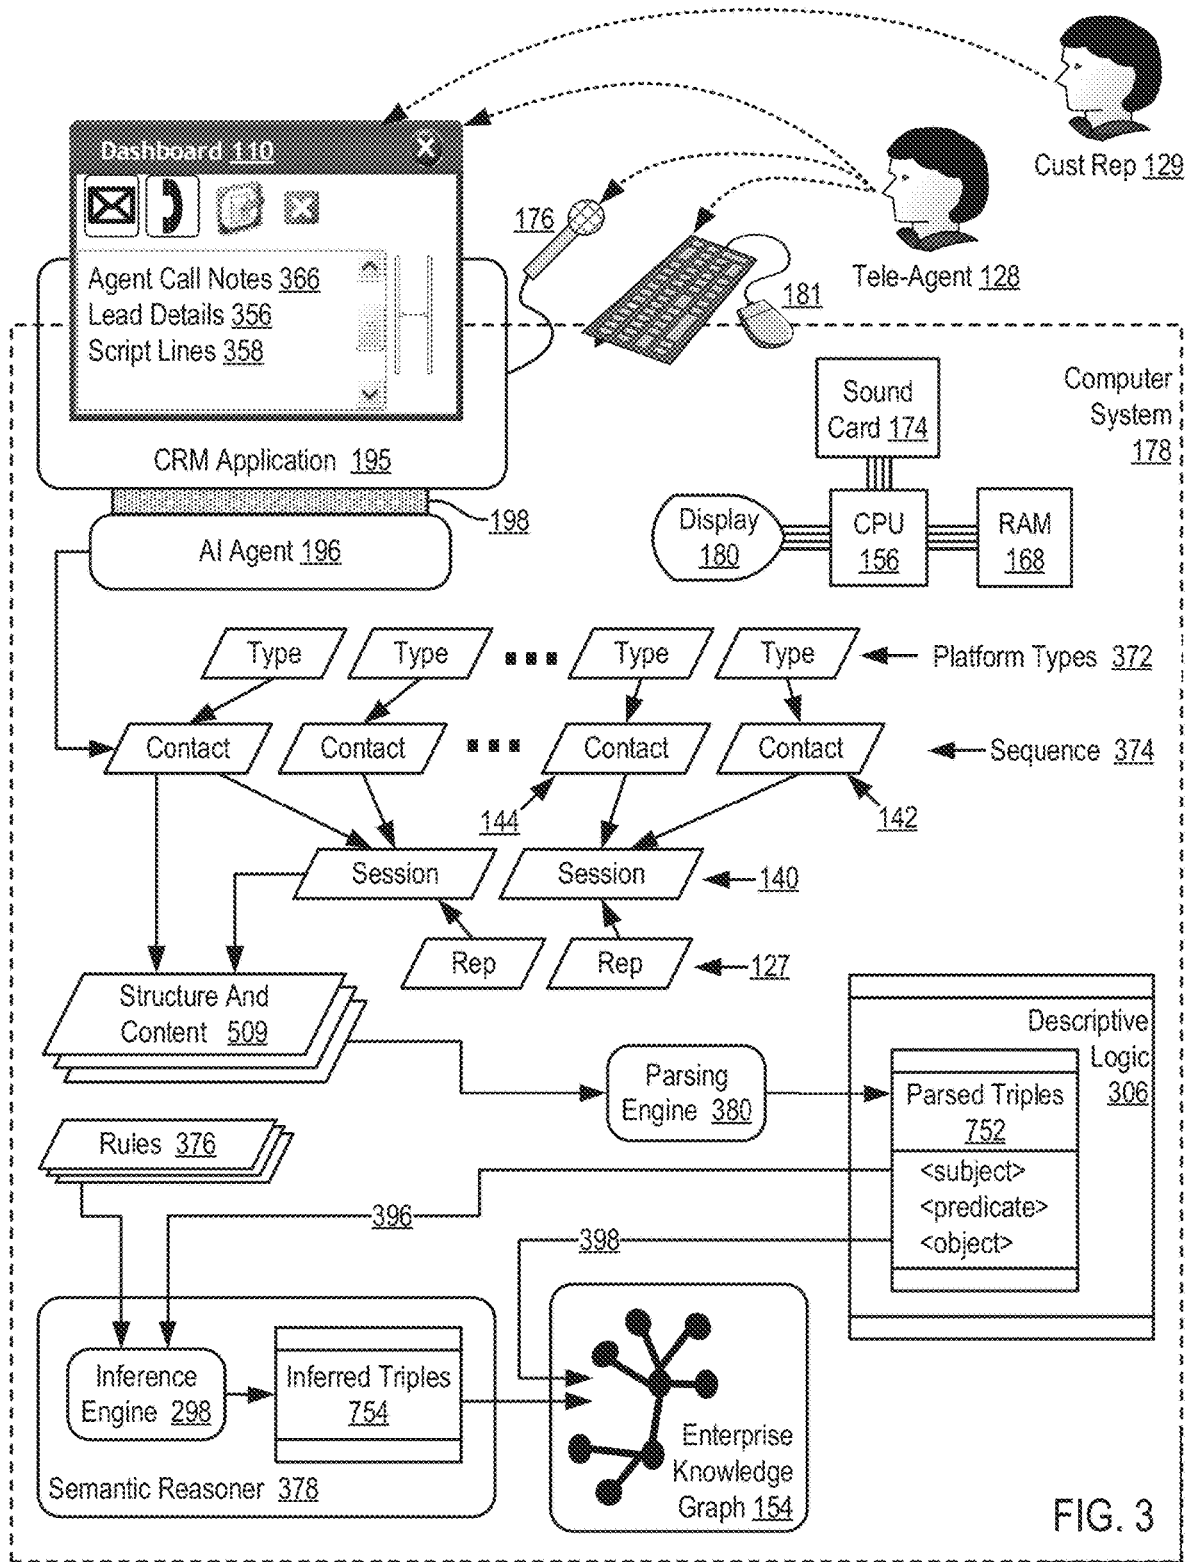 Cust Rep 129
Dashboard 110
176
Tele-Agent 128
181
Agent Call Notes 366
Lead Details 356
Script Lines 358
CRM Application 195
198
AI Agent 196
Computer
System
178
Sound
Card 174
Display
180
CPU
156
RAM
168
Type
Type
Type
Type
Platform Types 372
Contact
Contact
Contact
Contact
Sequence 374
144
142
Session
Session
140
Rep
Rep
127
Structure And
Content 509
Parsing
Engine 380
Descriptive
Logic
306
Parsed Triples
752
<subject>
<predicate>
<object>
Rules 376
396
398
Inference
Engine 298
Inferred Triples
754
Semantic Reasoner 378
Enterprise
Knowledge
Graph 154
FIG. 3